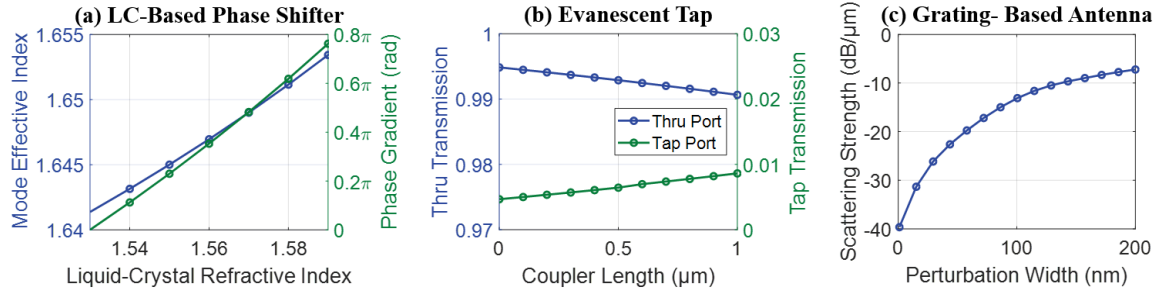 (a) LC-Based Phase Shifter
1.655
1.65
1.645
1.64
Mode Effective Index
0.8π
0.6π
0.4π
0.2π
0
Phase Gradient (rad)
1.54
1.56
1.58
Liquid-Crystal Refractive Index
(b) Evanescent Tap
1
0.99
0.98
0.97
Thru Transmission
Thru Port
Tap Port
0.03
0.02
0.01
0
Tap Transmission
0
0.5
1
Coupler Length (μm)
(c) Grating- Based Antenna
0
-10
-20
-30
-40
Scattering Strength (dB/μm)
0
100
200
Perturbation Width (nm)